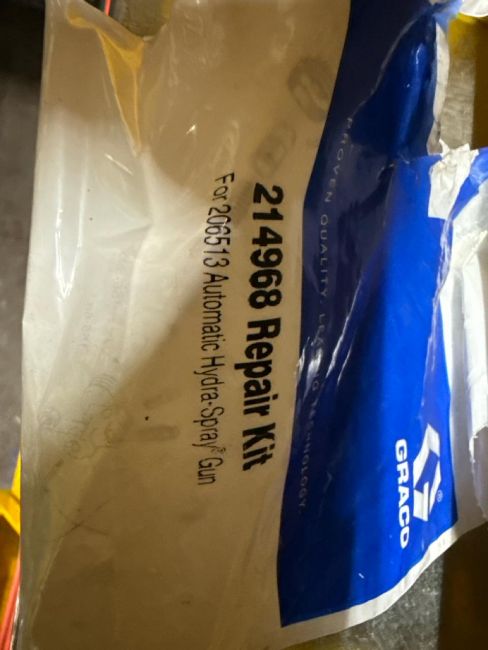 GRACO
PROVEN QUALITY. LEADING TECHNOLOGY.
214968 Repair Kit
For 206513 Automatic Hydra-Spray® Gun